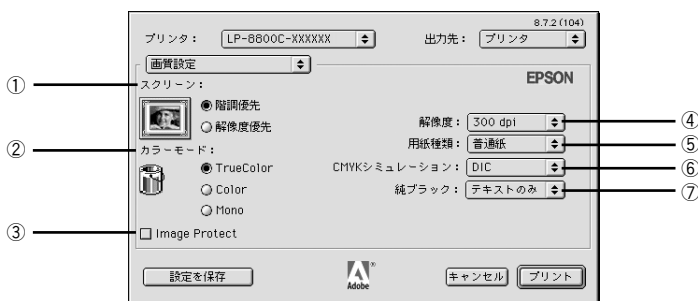 8.7.2 (104)
プリンタ： LP-8800C-XXXXXX 出力先： プリンタ
画質設定
EPSON
① スクリーン：
階調優先
解像度優先
解像度： 300 dpi ④
用紙種類： 普通紙 ⑤
② カラーモード：
TrueColor
CMYKシミュレーション： DIC ⑥
Color
純ブラック： テキストのみ ⑦
Mono
③ Image Protect
設定を保存
Adobe
キャンセル プリント